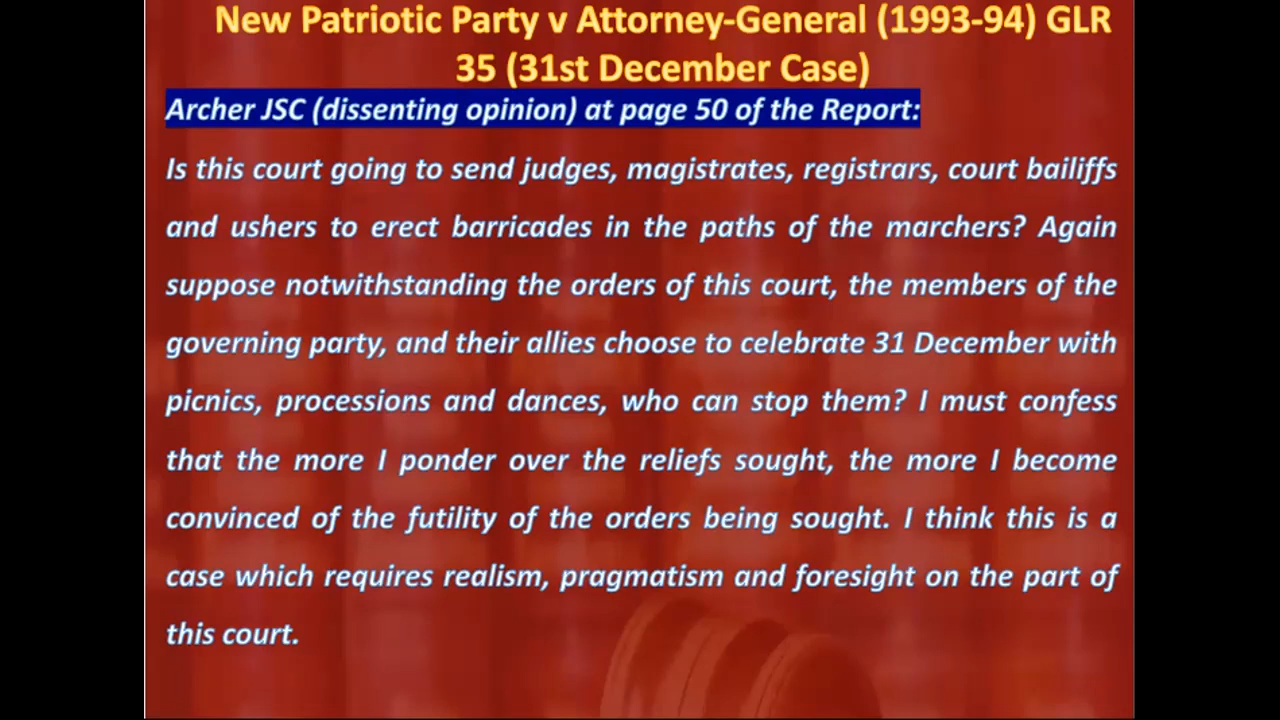 New Patriotic Party v Attorney-General (1993-94) GLR
35 (31st December Case)
Archer JSC (dissenting opinion) at page 50 of the Report:
Is this court going to send judges, magistrates, registrars, court bailiffs
and ushers to erect barricades in the paths of the marchers? Again
suppose notwithstanding the orders of this court, the members of the
governing party, and their allies choose to celebrate 31 December with
picnics, processions and dances, who can stop them? I must confess
that the more I ponder over the reliefs sought, the more I become
convinced of the futility of the orders being sought. I think this is a
case which requires realism, pragmatism and foresight on the part of
this court.